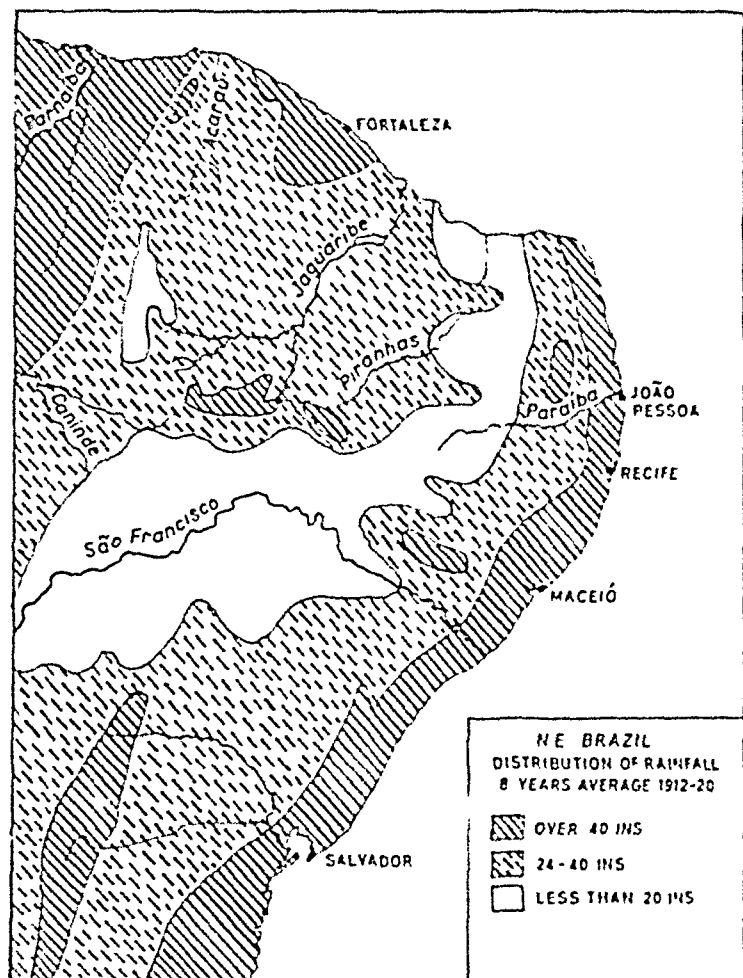 Parnaíba
Acaraú
FORTALEZA
Jaguaribe
Piranhas
Caninde
Paraíba
JOÃO
PESSOA
RECIFE
São Francisco
MACEIÓ
SALVADOR
N E BRAZIL
DISTRIBUTION OF RAINFALL
8 YEARS AVERAGE 1912-20
OVER 40 INS
24-40 INS
LESS THAN 20 INS